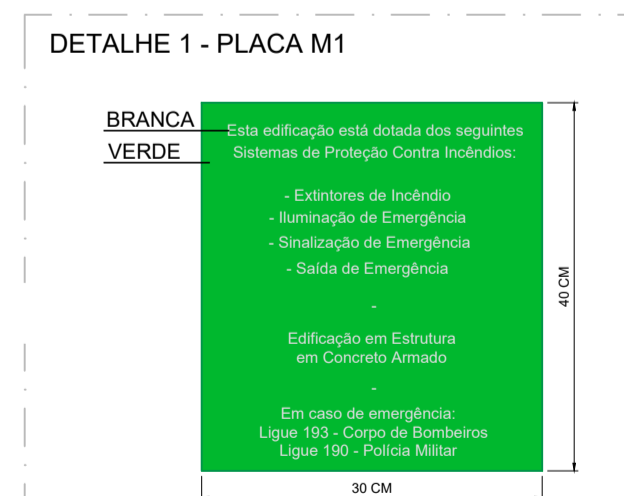 DETALHE 1 - PLACA M1
BRANCA
VERDE
Esta edificação está dotada dos seguintes
Sistemas de Proteção Contra Incêndios:
- Extintores de Incêndio
- Iluminação de Emergência
- Sinalização de Emergência
- Saída de Emergência
-
Edificação em Estrutura
em Concreto Armado
-
Em caso de emergência:
Ligue 193 - Corpo de Bombeiros
Ligue 190 - Polícia Militar
40 CM
30 CM